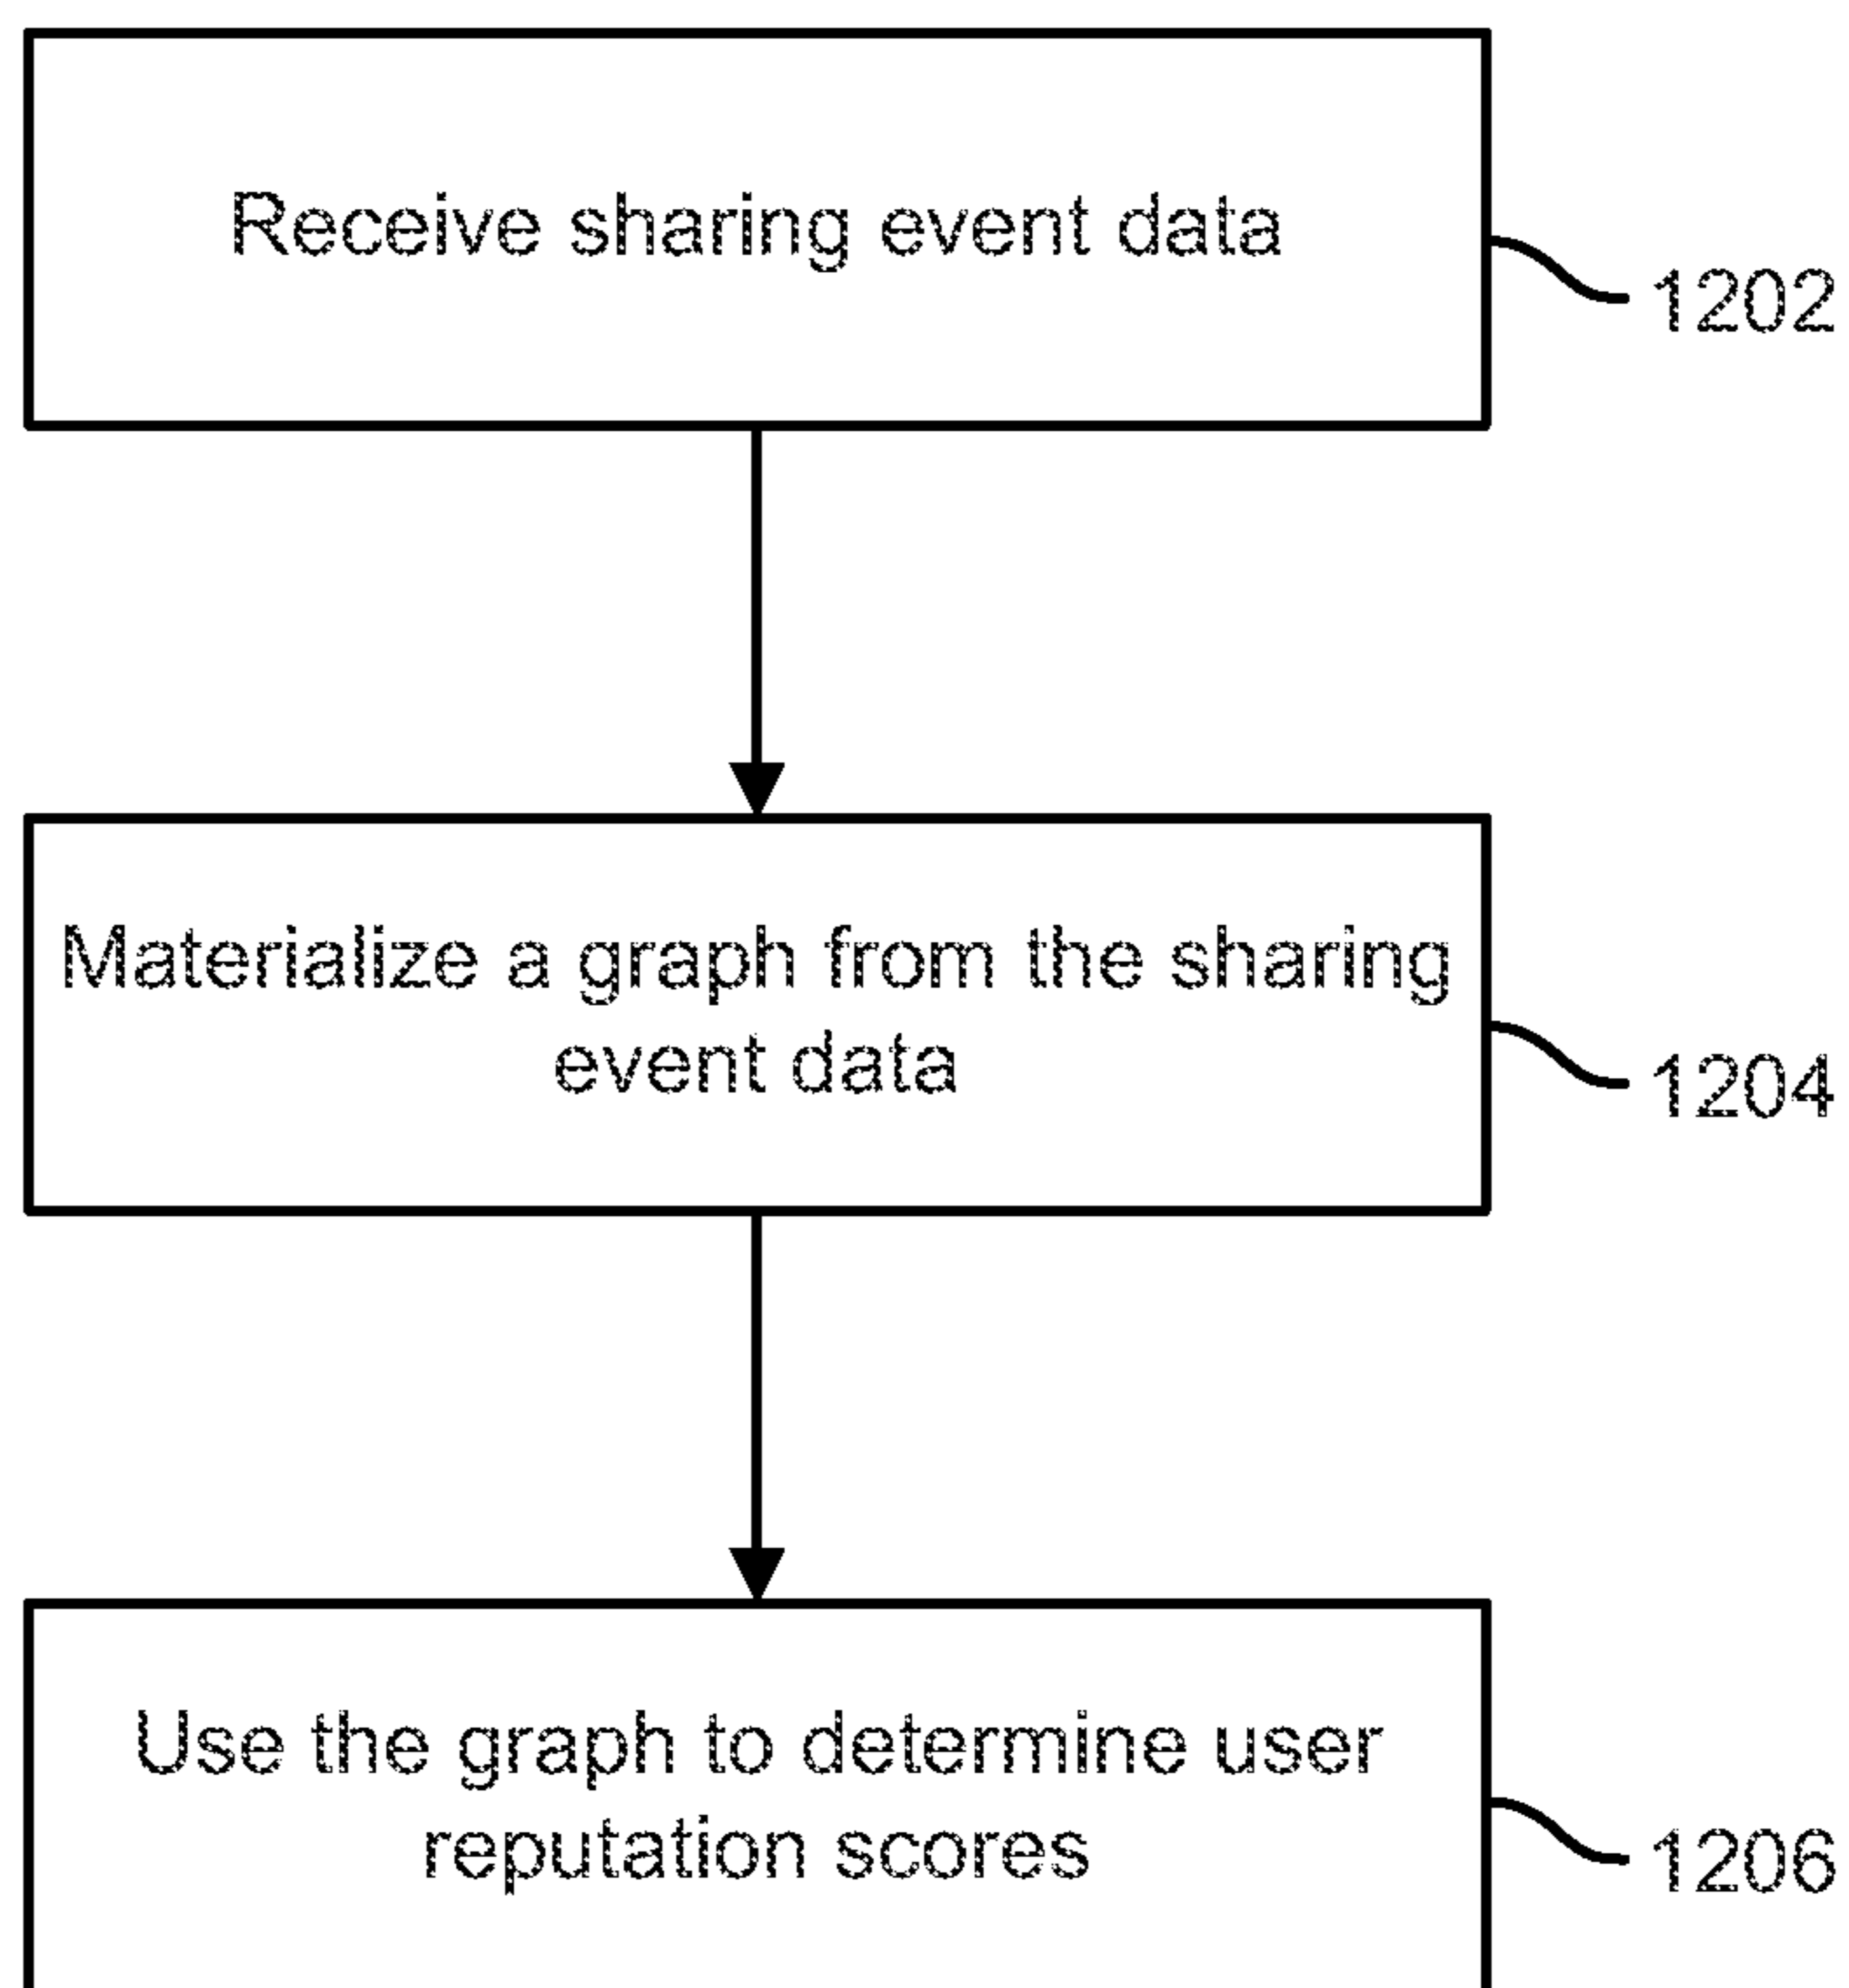 Receive sharing event data
1202
Materialize a graph from the sharing
event data
1204
Use the graph to determine user
reputation scores
1206